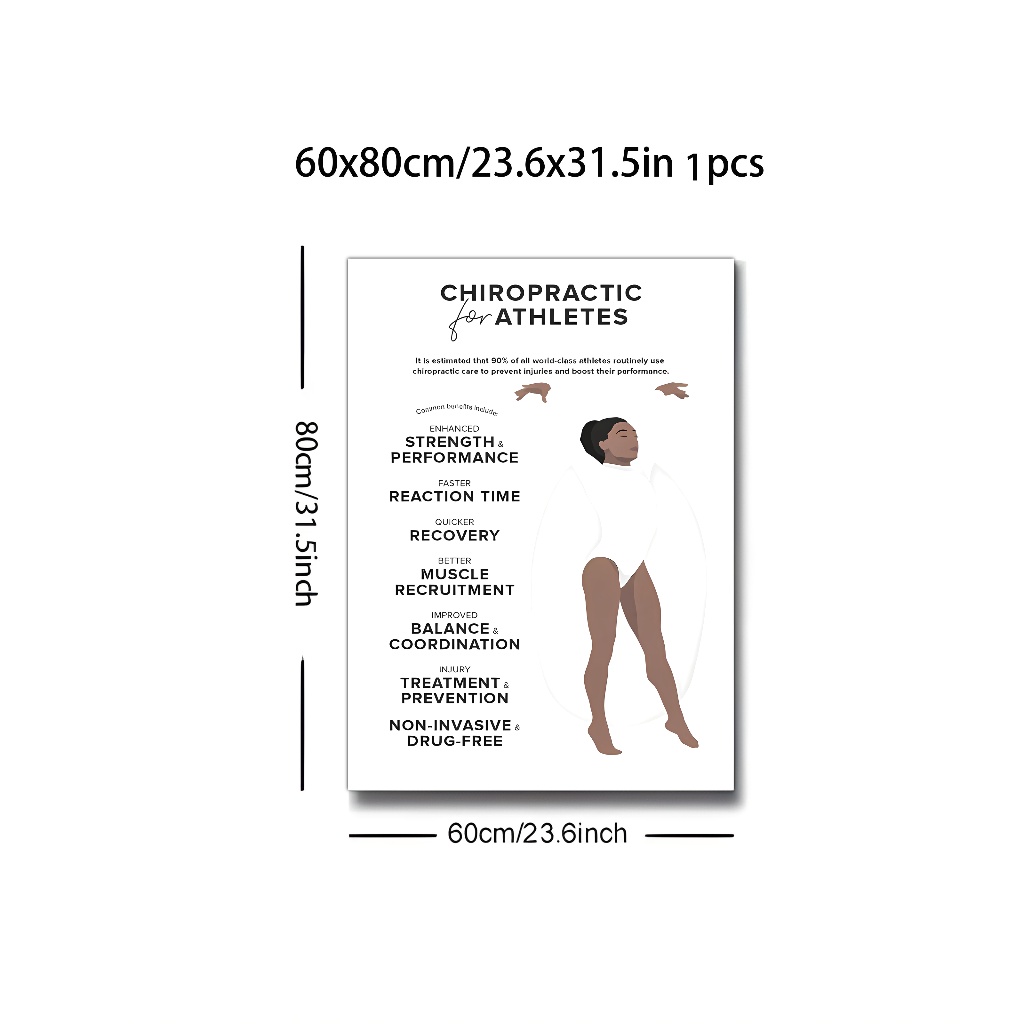 60x80cm/23.6x31.5in 1pcs
80cm/31.5inch
CHIROPRACTIC
for ATHLETES
It is estimated that 90% of all world-class athletes routinely use
chiropractic care to prevent injuries and boost their performance.
Common benefits include:
ENHANCED
STRENGTH &
PERFORMANCE
FASTER
REACTION TIME
QUICKER
RECOVERY
BETTER
MUSCLE
RECRUITMENT
IMPROVED
BALANCE &
COORDINATION
INJURY
TREATMENT &
PREVENTION
NON-INVASIVE &
DRUG-FREE
60cm/23.6inch